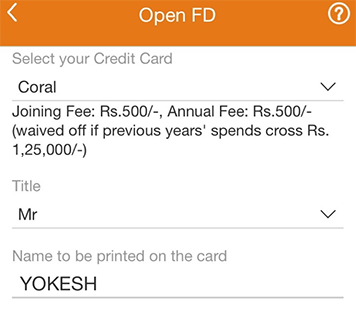 Open FD
Select your Credit Card
Coral
Joining Fee: Rs.500/-, Annual Fee: Rs.500/-
(waived off if previous years' spends cross Rs.
1,25,000/-)
Title
Mr
Name to be printed on the card
YOKESH